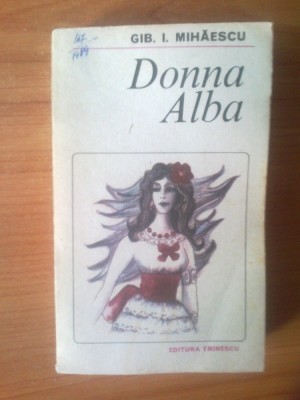 GIB. I. MIHĂESCU
Donna
Alba
EDITURA EMINESCU